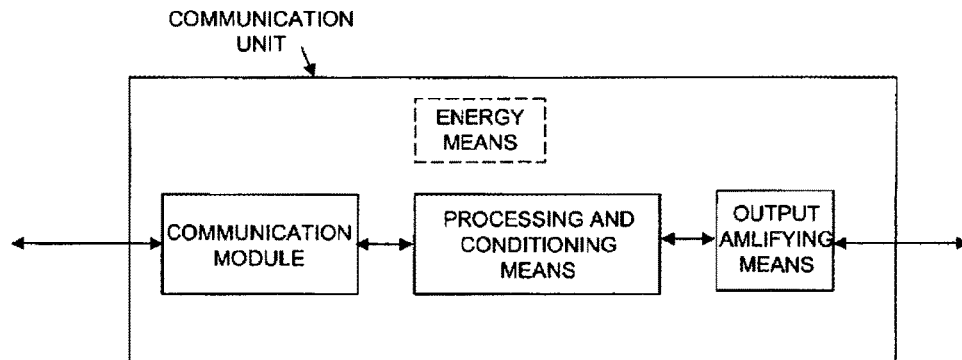 COMMUNICATION
UNIT
ENERGY
MEANS
COMMUNICATION
MODULE
PROCESSING AND
CONDITIONING
MEANS
OUTPUT
AMLIFYING
MEANS